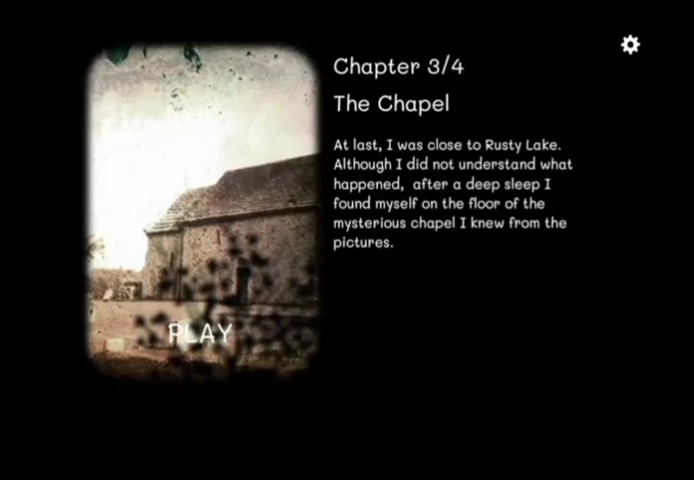 Chapter 3/4
The Chapel
At last, I was close to Rusty Lake.
Although I did not understand what
happened, after a deep sleep I
found myself on the floor of the
mysterious chapel I knew from the
pictures.
PLAY